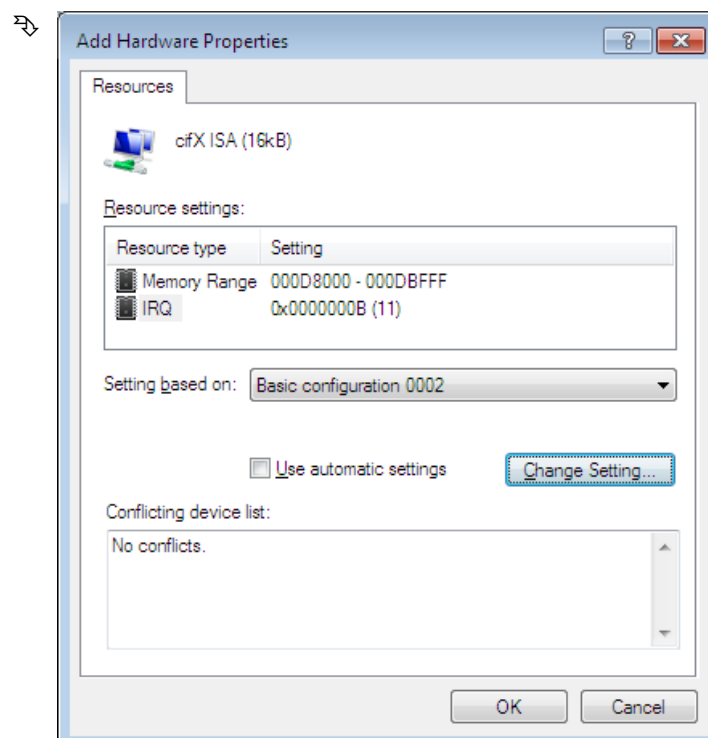 Add Hardware Properties
Resources
cifX ISA (16kB)
Resource settings:
Resource type Setting
Memory Range 000D8000 - 000DBFFF
IRQ 0x0000000B (11)
Setting based on: Basic configuration 0002
Use automatic settings Change Setting...
Conflicting device list:
No conflicts.
OK Cancel